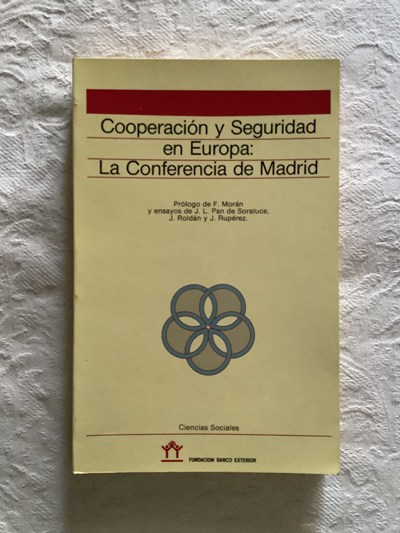 Cooperación y Seguridad
en Europa:
La Conferencia de Madrid
Prólogo de F. Morán
y ensayos de J. L. Pan de Soraluce,
J. Roldán y J. Rupérez.
Ciencias Sociales
FUNDACION BANCO EXTERIOR